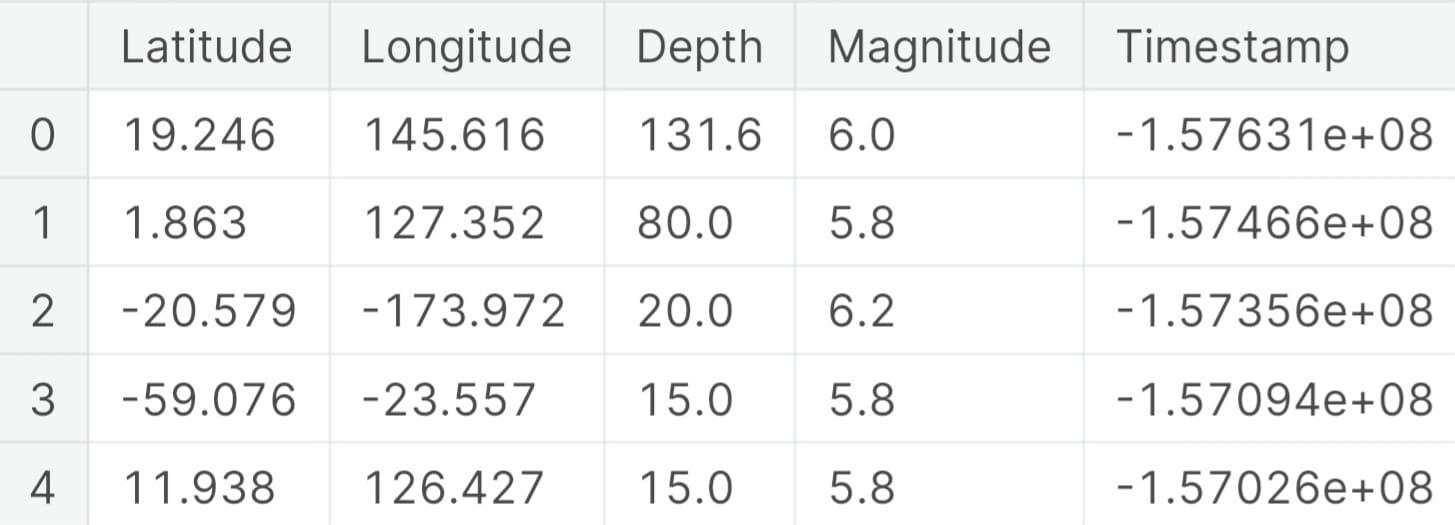 Latitude Longitude Depth Magnitude Timestamp
0 19.246 145.616 131.6 6.0 -1.57631e+08
1 1.863 127.352 80.0 5.8 -1.57466e+08
2 -20.579 -173.972 20.0 6.2 -1.57356e+08
3 -59.076 -23.557 15.0 5.8 -1.57094e+08
4 11.938 126.427 15.0 5.8 -1.57026e+08